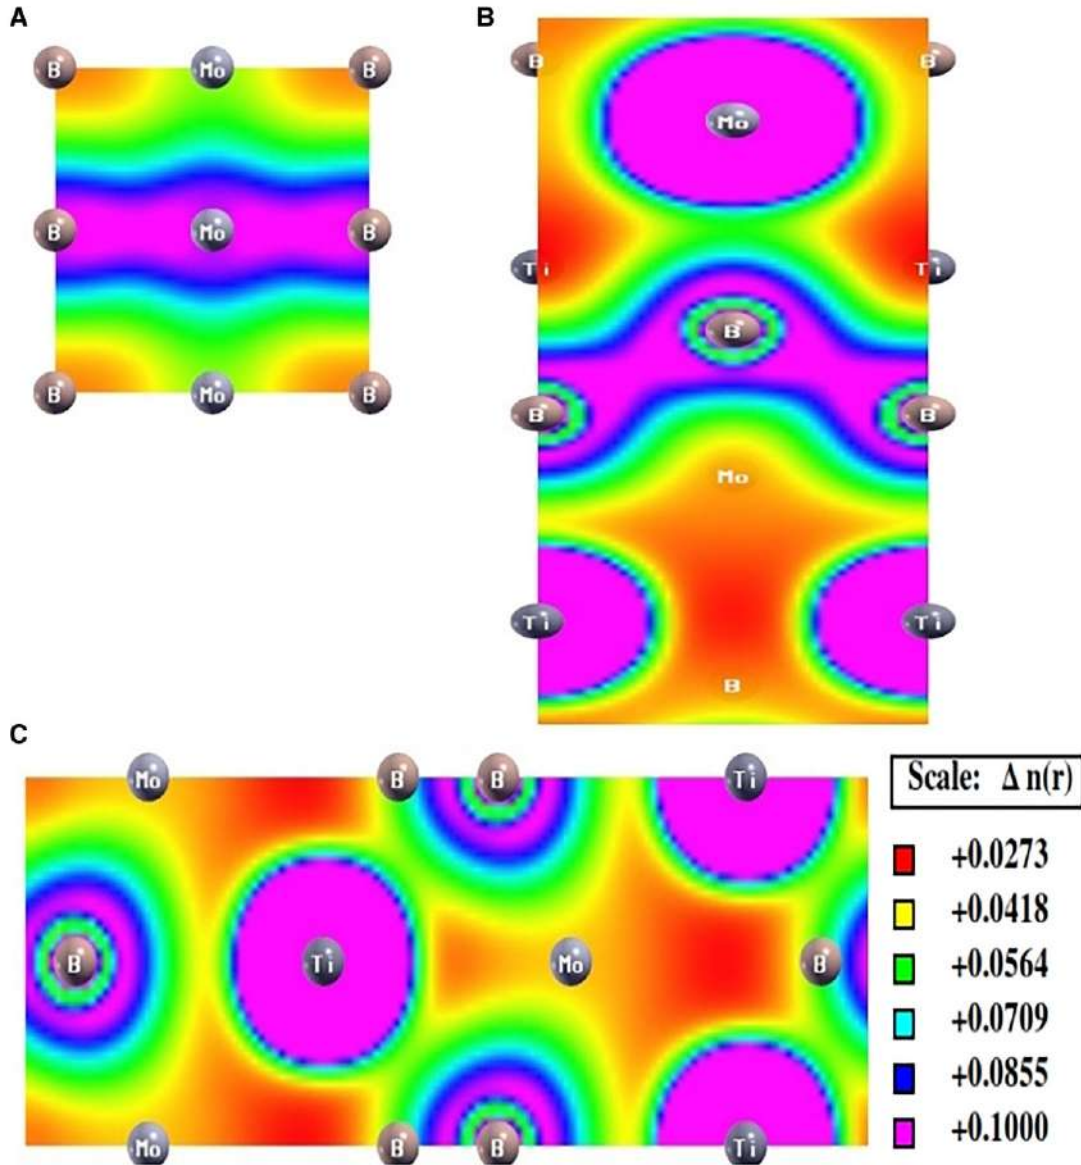 A
B Mo B
B Mo B
B Mo B
B
B B
Mo
Ti Ti
B
B B
Mo
Ti Ti
B
C
Mo B B Ti
B Ti Mo B
Mo B B Ti
Scale: Δ n(r)
+0.0273
+0.0418
+0.0564
+0.0709
+0.0855
+0.1000